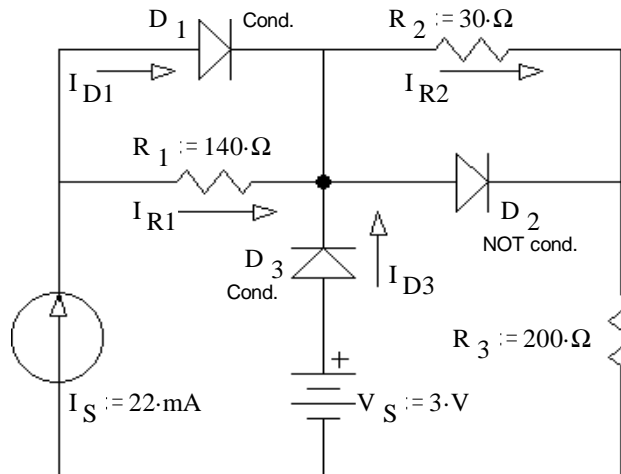 D 1 Cond.
R 2 := 30·Ω
I D1
I R2
R 1 := 140·Ω
I R1
D 2
NOT cond.
D 3
Cond.
I D3
R 3 := 200·Ω
+
I S := 22·mA
V S := 3·V